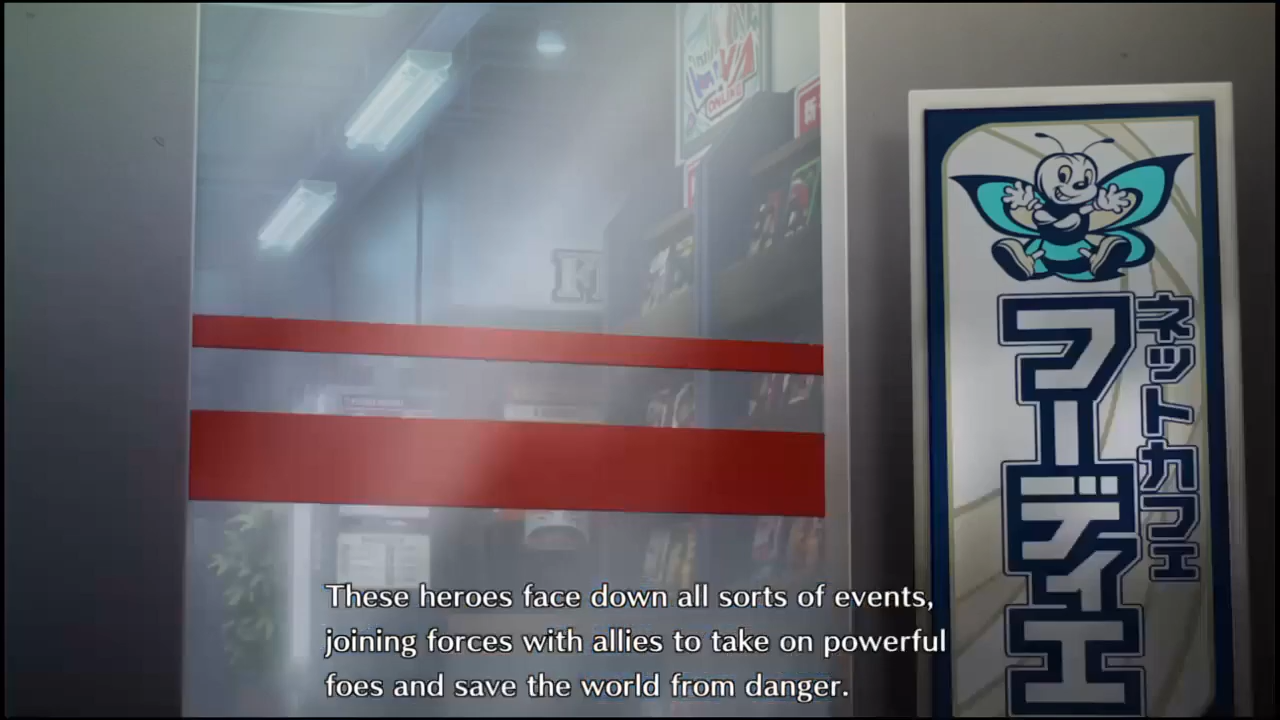 ONLINE
H
ネットカフェ
フーディエ
These heroes face down all sorts of events,
joining forces with allies to take on powerful
foes and save the world from danger.